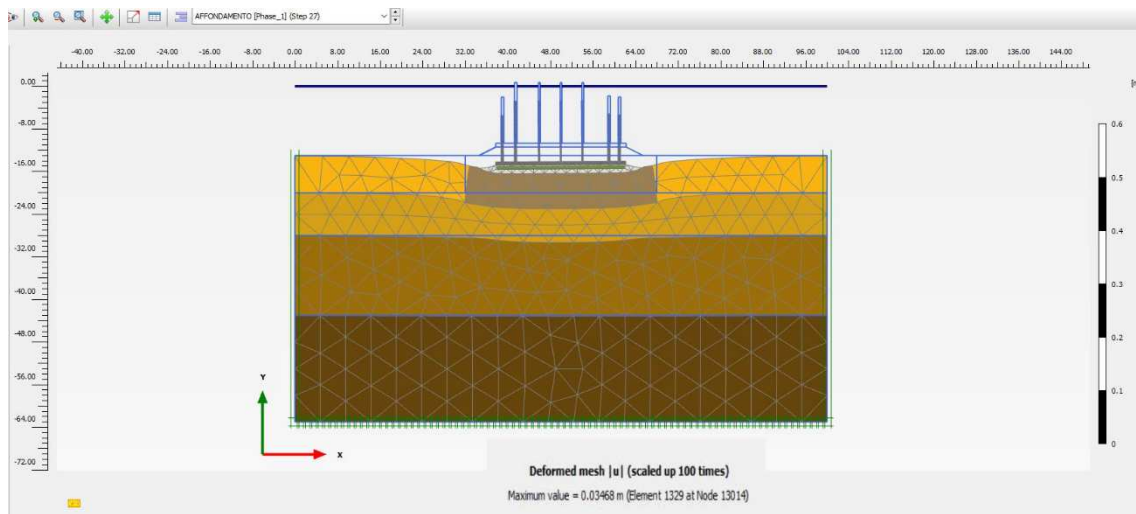 AFFONDAMENTO [Phase_1] (Step 27)
-40.00 -32.00 -24.00 -16.00 -8.00 0.00 8.00 16.00 24.00 32.00 40.00 48.00 56.00 64.00 72.00 80.00 88.00 96.00 104.00 112.00 120.00 128.00 136.00 144.00
0.00
-8.00
-16.00
-24.00
-32.00
-40.00
-48.00
-56.00
-64.00
-72.00
0.6
0.5
0.4
0.3
0.2
0.1
0
Y
X
Deformed mesh |u| (scaled up 100 times)
Maximum value = 0.03468 m (Element 1329 at Node 13014)